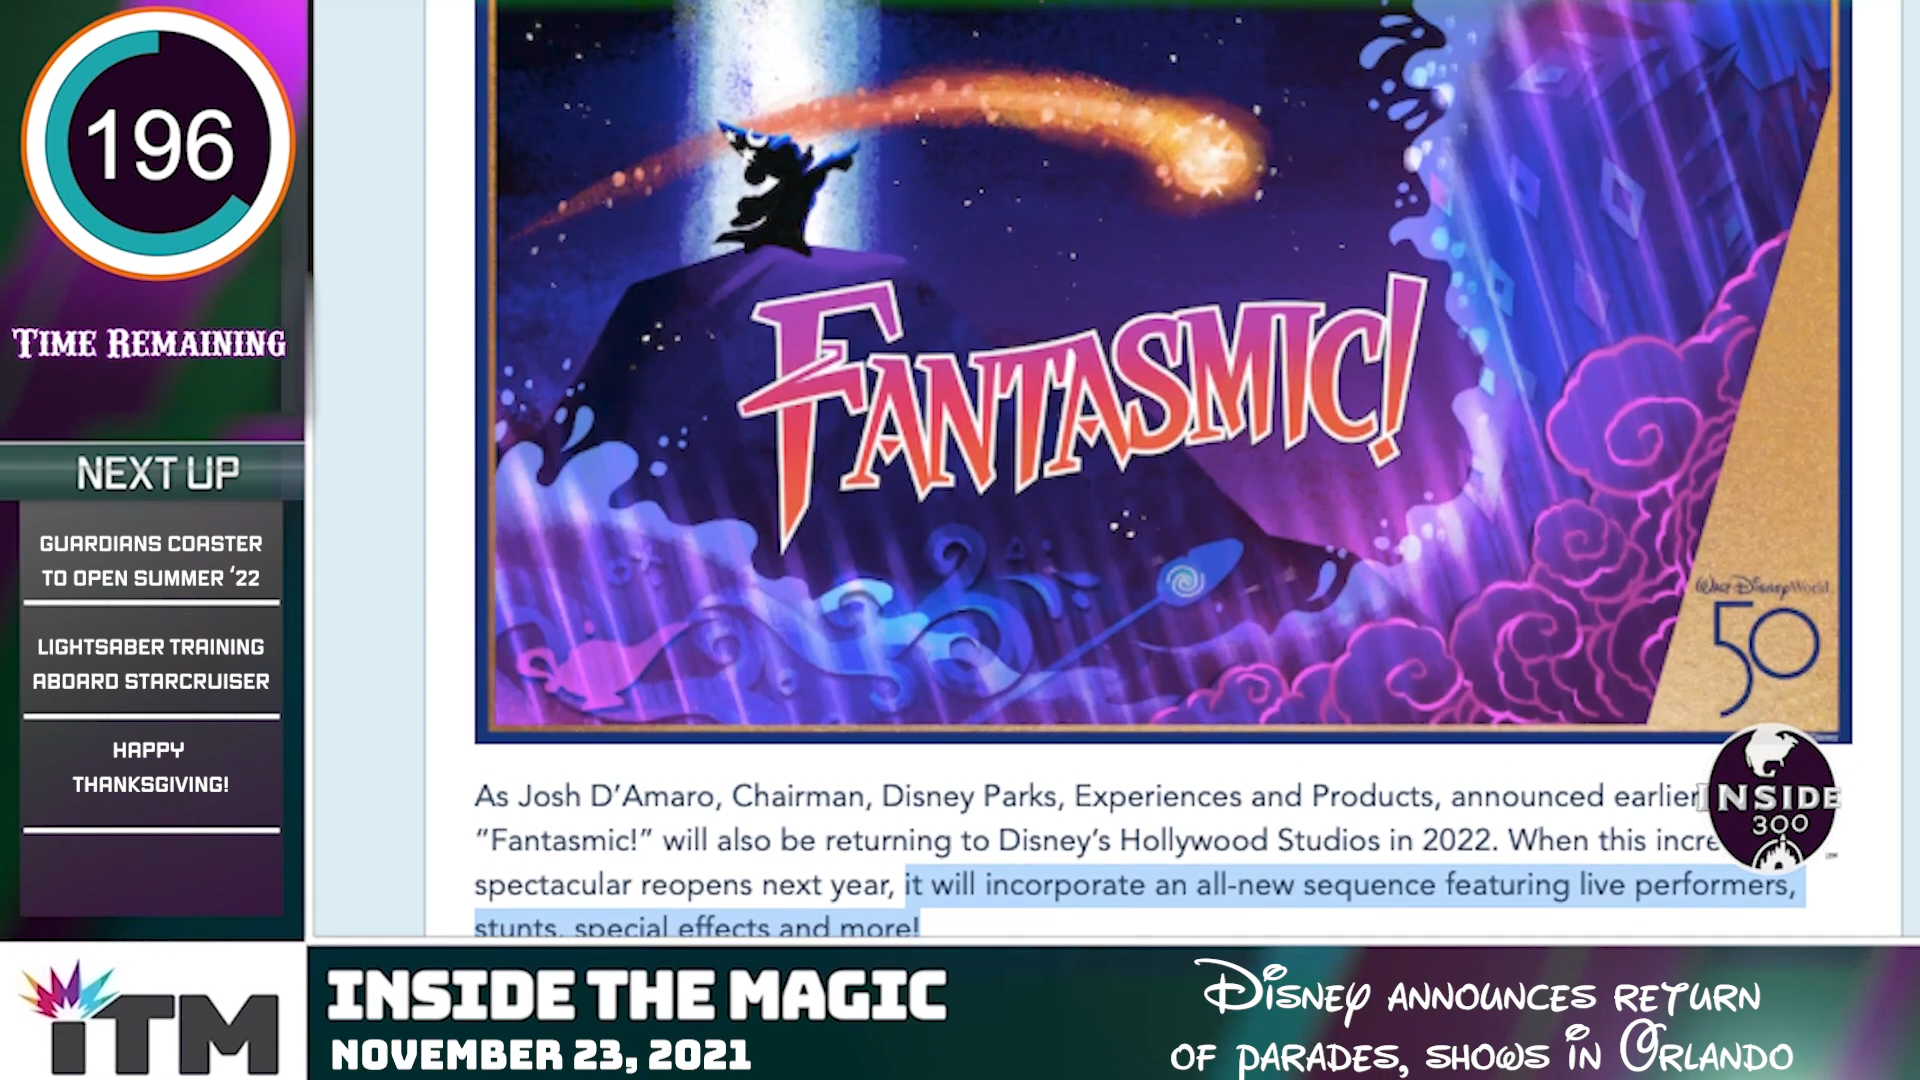 196
TIME REMAINING
NEXT UP
GUARDIANS COASTER
TO OPEN SUMMER ‘22
LIGHTSABER TRAINING
ABOARD STARCRUISER
HAPPY
THANKSGIVING!
FANTASMIC!
Walt Disney World
50
As Josh D’Amaro, Chairman, Disney Parks, Experiences and Products, announced earlier
“Fantasmic!” will also be returning to Disney’s Hollywood Studios in 2022. When this incre
spectacular reopens next year, it will incorporate an all-new sequence featuring live performers,
stunts, special effects and more!
INSIDE
300
iTM
INSIDE THE MAGIC
NOVEMBER 23, 2021
DISNEY ANNOUNCES RETURN
OF PARADES, SHOWS IN ORLANDO